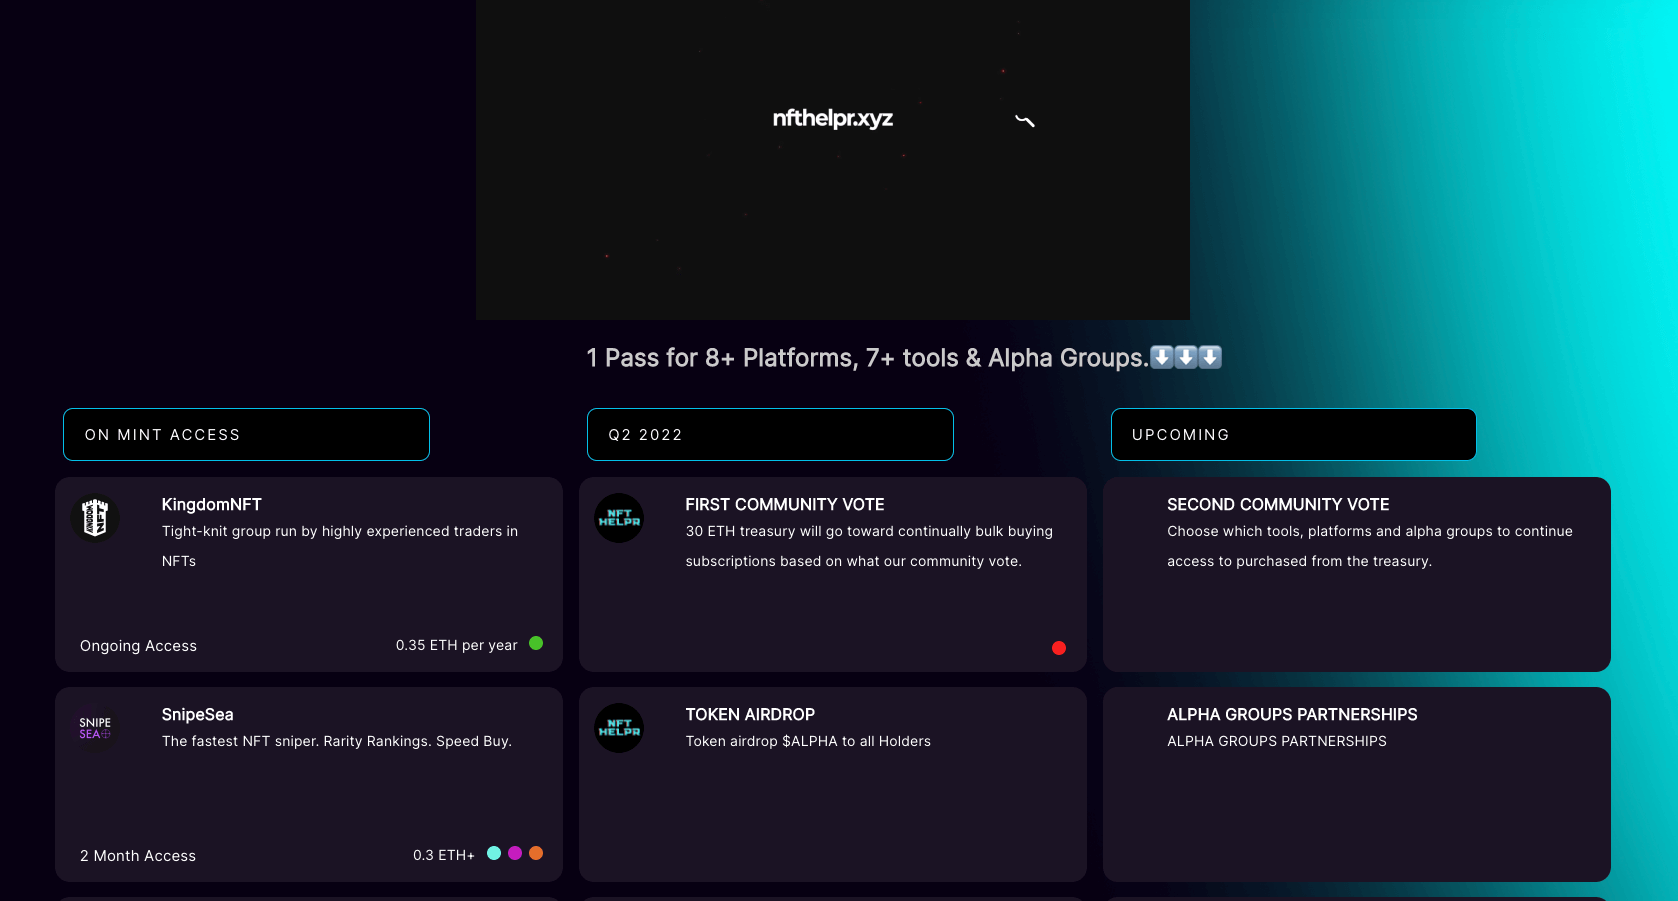 nfthelpr.xyz
1 Pass for 8+ Platforms, 7+ tools & Alpha Groups.⬇️⬇️⬇️
ON MINT ACCESS
Q2 2022
UPCOMING
KINGDOM
NFT
KingdomNFT
Tight-knit group run by highly experienced traders in
NFTs
Ongoing Access
0.35 ETH per year
NFT
HELPR
FIRST COMMUNITY VOTE
30 ETH treasury will go toward continually bulk buying
subscriptions based on what our community vote.
SECOND COMMUNITY VOTE
Choose which tools, platforms and alpha groups to continue
access to purchased from the treasury.
SNIPE
SEA
SnipeSea
The fastest NFT sniper. Rarity Rankings. Speed Buy.
2 Month Access
0.3 ETH+
NFT
HELPR
TOKEN AIRDROP
Token airdrop $ALPHA to all Holders
ALPHA GROUPS PARTNERSHIPS
ALPHA GROUPS PARTNERSHIPS